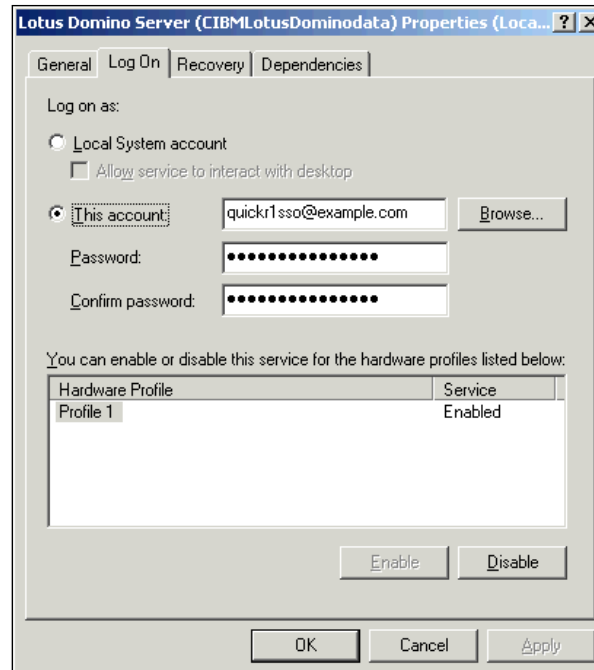 Lotus Domino Server (CIBMLotusDominodata) Properties (Loca... ? X
General Log On Recovery Dependencies
Log on as:
Local System account
Allow service to interact with desktop
This account: quickr1sso@example.com Browse...
Password: •••••••••••••••
Confirm password: •••••••••••••••
You can enable or disable this service for the hardware profiles listed below:
Hardware Profile Service
Profile 1 Enabled
Enable Disable
OK Cancel Apply